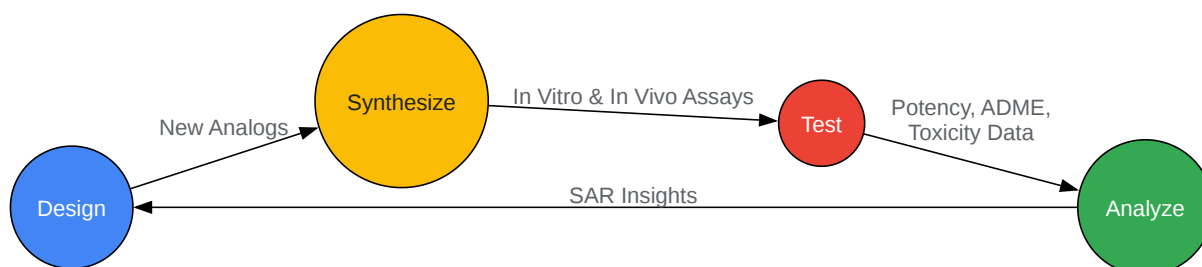 Synthesize
In Vitro & In Vivo Assays
Test
Potency, ADME,
Toxicity Data
New Analogs
Design
SAR Insights
Analyze